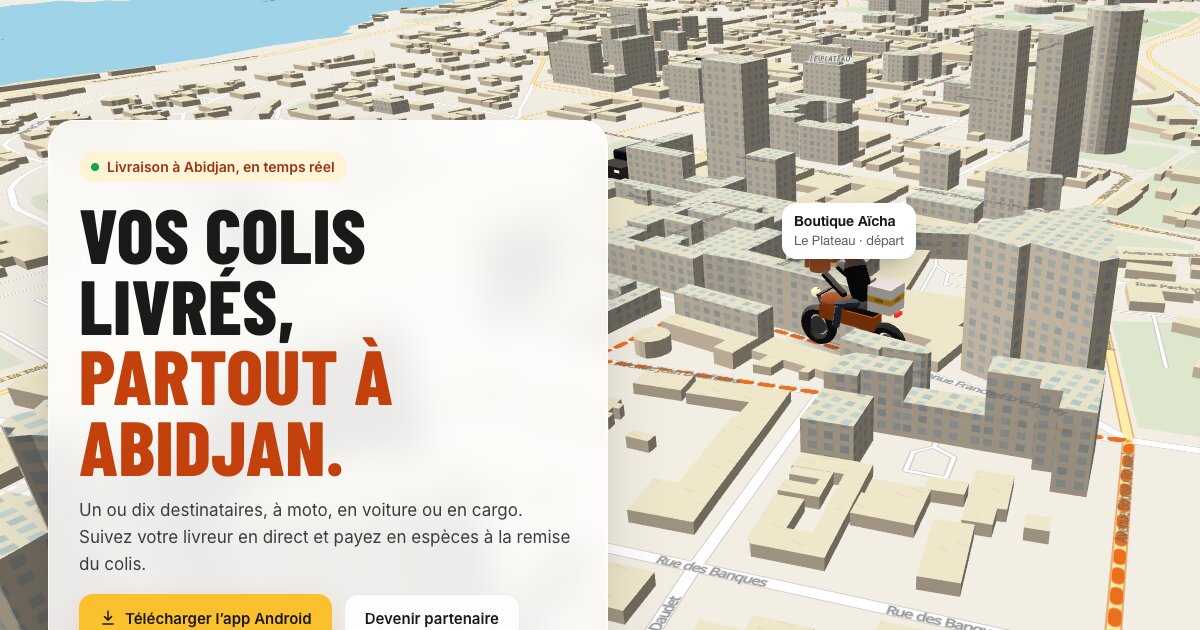 Livraison à Abidjan, en temps réel
VOS COLIS
LIVRÉS,
PARTOUT À
ABIDJAN.
Un ou dix destinataires, à moto, en voiture ou en cargo.
Suivez votre livreur en direct et payez en espèces à la remise
du colis.
Télécharger l’app Android
Devenir partenaire
LE PLATEAU
Boutique Aïcha
Le Plateau · départ
Rue des Banques
Rue des Banq
Daudet